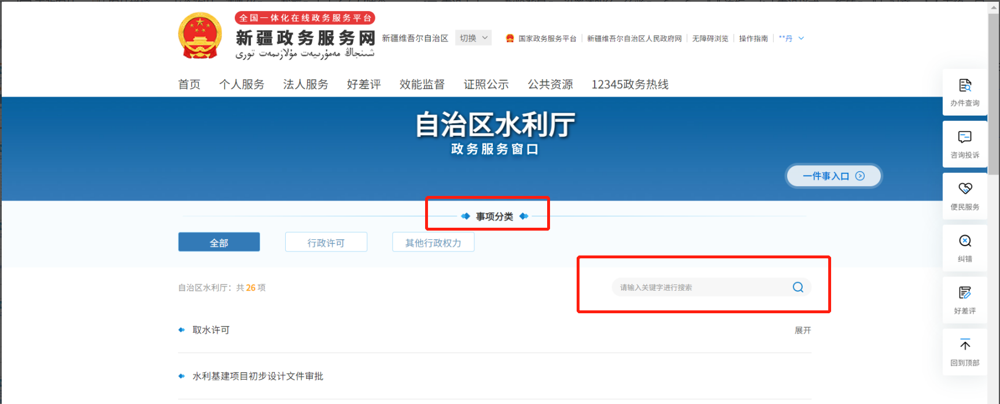 全国一体化在线政务服务平台
新疆政务服务网
شىنجاڭ مەمۇرىيەت مۇلازىمەت تورى
新疆维吾尔自治区 切换 国家政务服务平台 新疆维吾尔自治区人民政府网 无障碍浏览 操作指南 **丹
首页 个人服务 法人服务 好差评 效能监督 证照公示 公共资源 12345政务热线
自治区水利厅
政务服务窗口
一件事入口
事项分类
全部 行政许可 其他行政权力
自治区水利厅：共 26 项
请输入关键字进行搜索
取水许可 展开
水利基建项目初步设计文件审批
办件查询
咨询投诉
便民服务
纠错
好差评
回到顶部